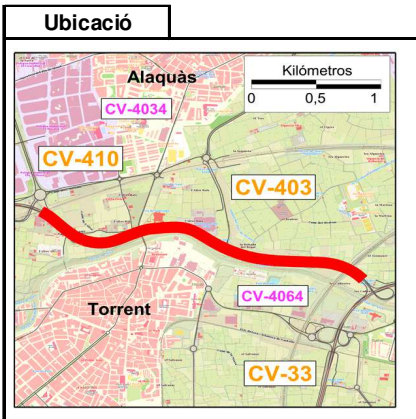 Ubicació
Alaquàs
Kilómetros
0 0,5 1
CV-4034
CV-410
CV-403
CV-4064
Torrent
CV-33